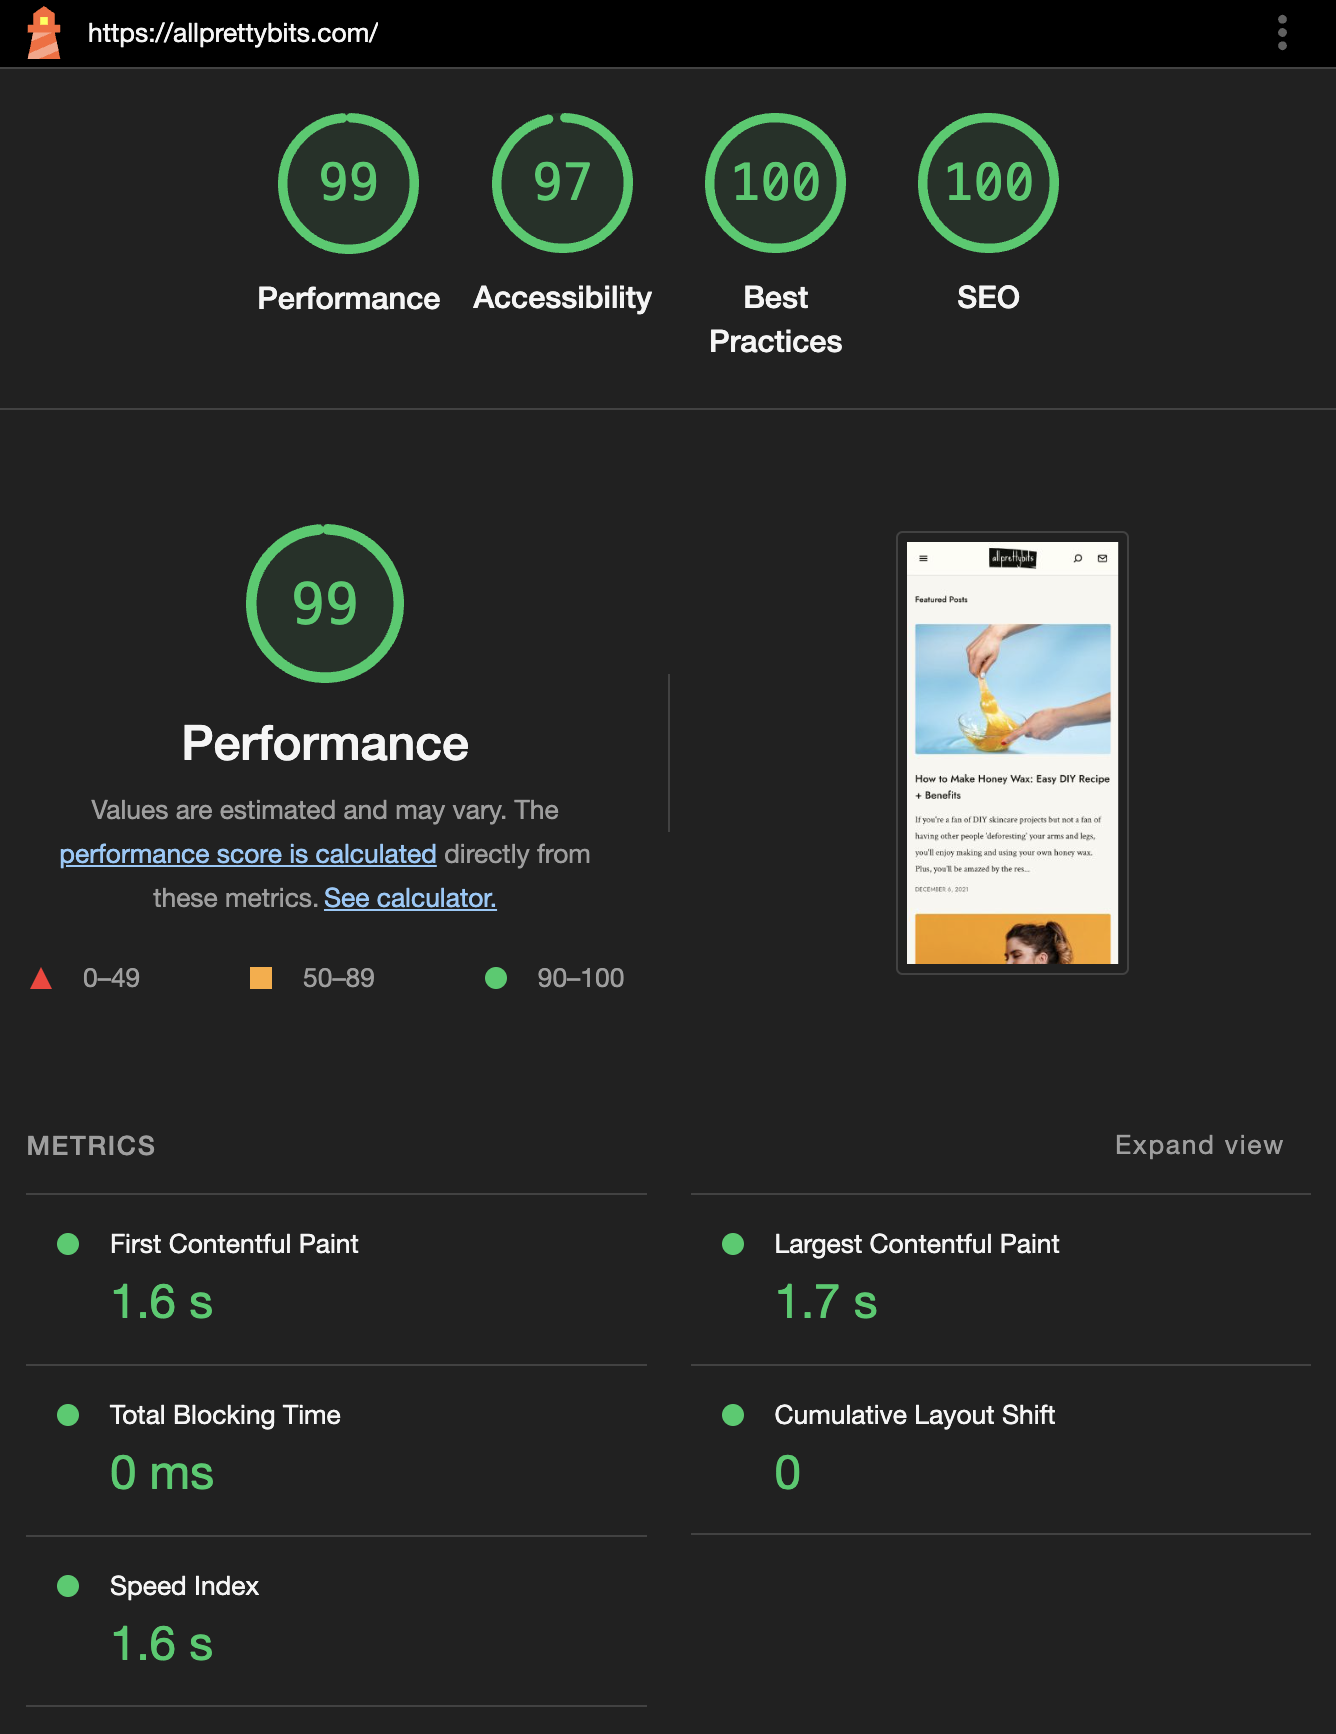 https://allprettybits.com/
99
97
100
100
Performance
Accessibility
Best
Practices
SEO
99
Performance
Values are estimated and may vary. The
performance score is calculated directly from
these metrics. See calculator.
0–49
50–89
90–100
allprettybits
Featured Posts
How to Make Honey Wax: Easy DIY Recipe
+ Benefits
If you're a fan of DIY skincare projects but not a fan of
having other people 'deforesting' your arms and legs,
you'll enjoy making and using your own honey wax.
Plus, you'll be amazed by the res...
DECEMBER 6, 2021
METRICS
Expand view
First Contentful Paint
1.6 s
Largest Contentful Paint
1.7 s
Total Blocking Time
0 ms
Cumulative Layout Shift
0
Speed Index
1.6 s